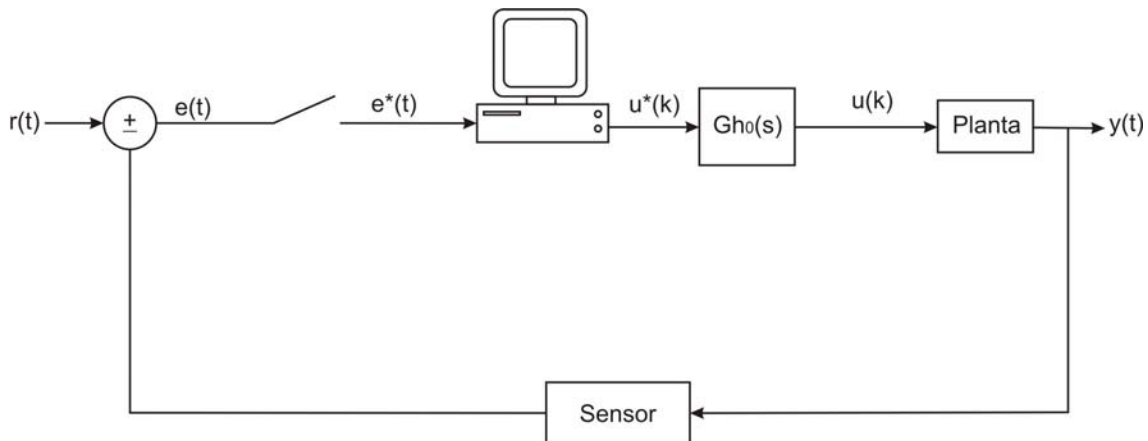 r(t)
±
e(t)
e*(t)
u*(k)
Gh₀(s)
u(k)
Planta
y(t)
Sensor